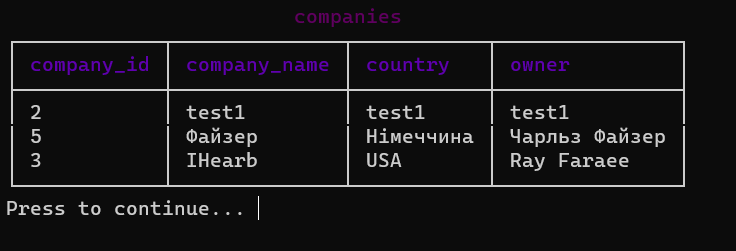 companies
company_id company_name country owner
2 test1 test1 test1
5 Файзер Німеччина Чарльз Файзер
3 IHearb USA Ray Faraee
Press to continue...